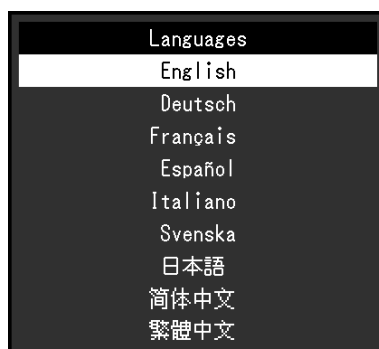 Languages
English
Deutsch
Français
Español
Italiano
Svenska
日本語
简体中文
繁體中文